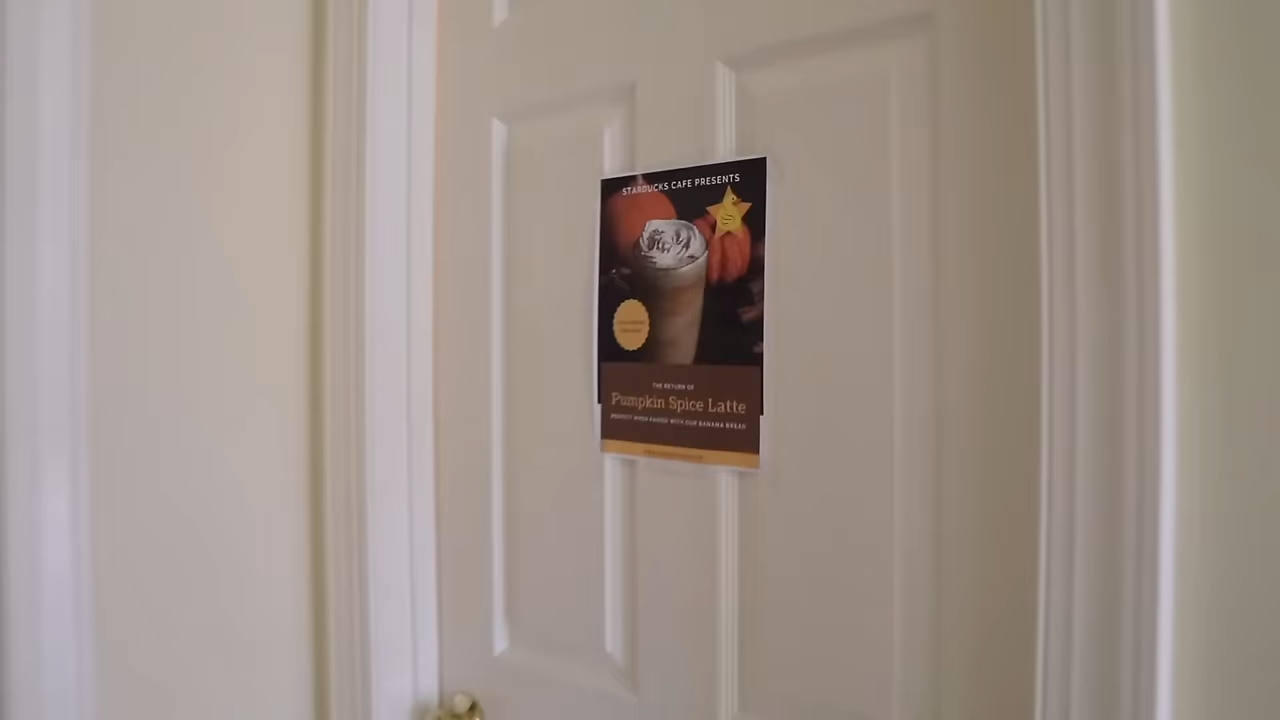 STARDUCKS CAFE PRESENTS
THE RETURN OF
Pumpkin Spice Latte
PERFECT WHEN PAIRED WITH OUR BANANA BREAD